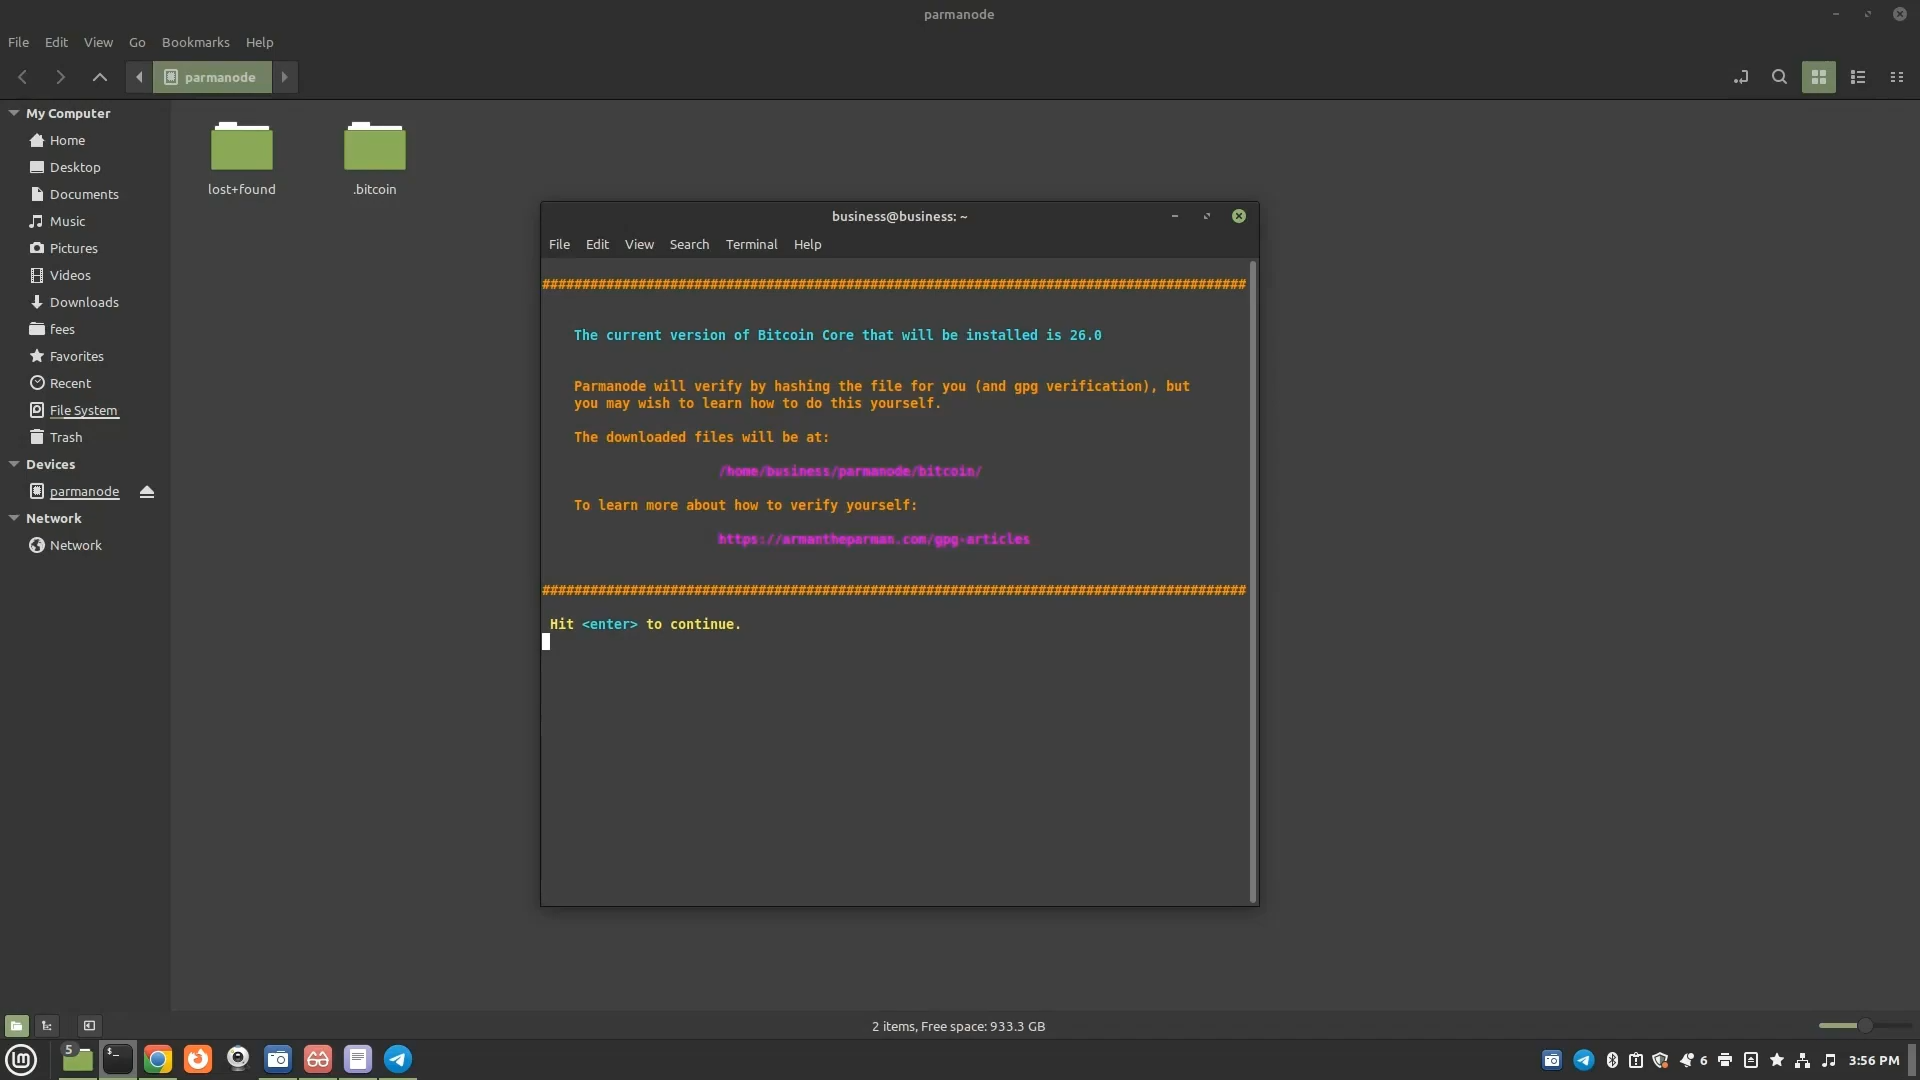 parmanode
File Edit View Go Bookmarks Help
parmanode
My Computer
Home
Desktop
Documents
Music
Pictures
Videos
Downloads
fees
Favorites
Recent
File System
Trash
Devices
parmanode
Network
Network
lost+found
.bitcoin
business@business: ~
File Edit View Search Terminal Help
########################################################################################
The current version of Bitcoin Core that will be installed is 26.0
Parmanode will verify by hashing the file for you (and gpg verification), but
you may wish to learn how to do this yourself.
The downloaded files will be at:
/home/business/parmanode/bitcoin/
To learn more about how to verify yourself:
https://armantheparman.com/gpg-articles
########################################################################################
Hit <enter> to continue.
2 items, Free space: 933.3 GB
5
$_
6
3:56 PM